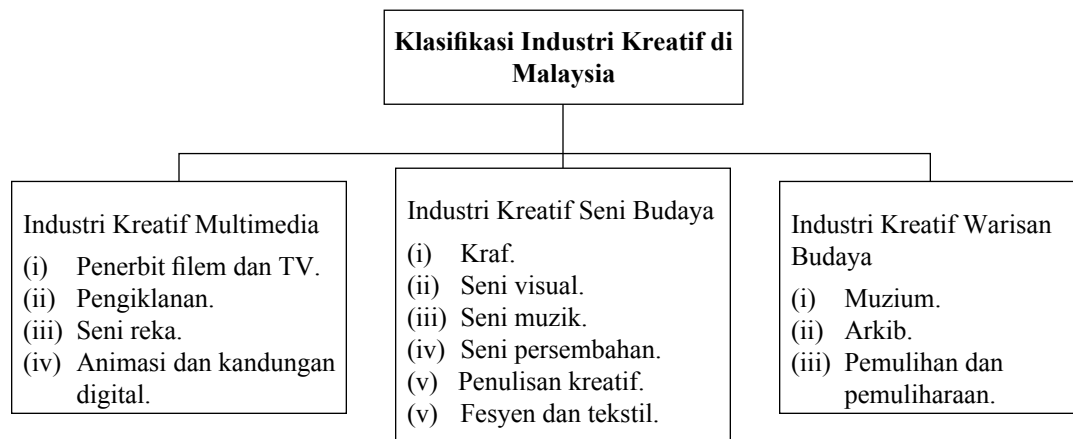 Klasifikasi Industri Kreatif di
Malaysia
Industri Kreatif Multimedia
(i) Penerbit filem dan TV.
(ii) Pengiklanan.
(iii) Seni reka.
(iv) Animasi dan kandungan
digital.
Industri Kreatif Seni Budaya
(i) Kraf.
(ii) Seni visual.
(iii) Seni muzik.
(iv) Seni persembahan.
(v) Penulisan kreatif.
(v) Fesyen dan tekstil.
Industri Kreatif Warisan
Budaya
(i) Muzium.
(ii) Arkib.
(iii) Pemulihan dan
pemuliharaan.